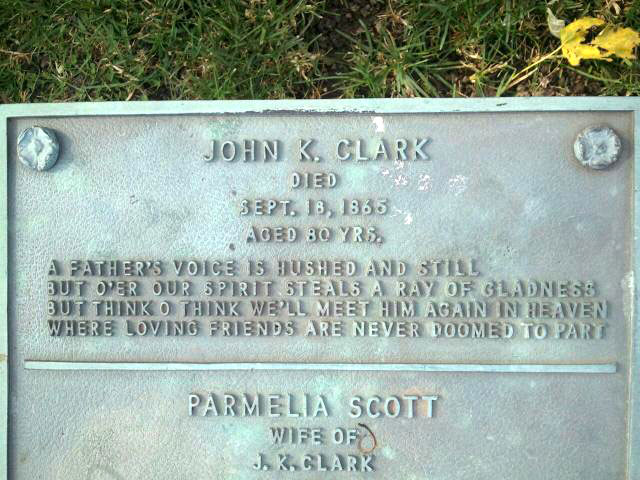 JOHN K. CLARK
DIED
SEPT. 18, 1865
AGED 80 YRS.
A FATHER'S VOICE IS HUSHED AND STILL
BUT O'ER OUR SPIRIT STEALS A RAY OF GLADNESS
BUT THINK O THINK WE'LL MEET HIM AGAIN IN HEAVEN
WHERE LOVING FRIENDS ARE NEVER DOOMED TO PART
PARMELIA SCOTT
WIFE OF
J. K. CLARK